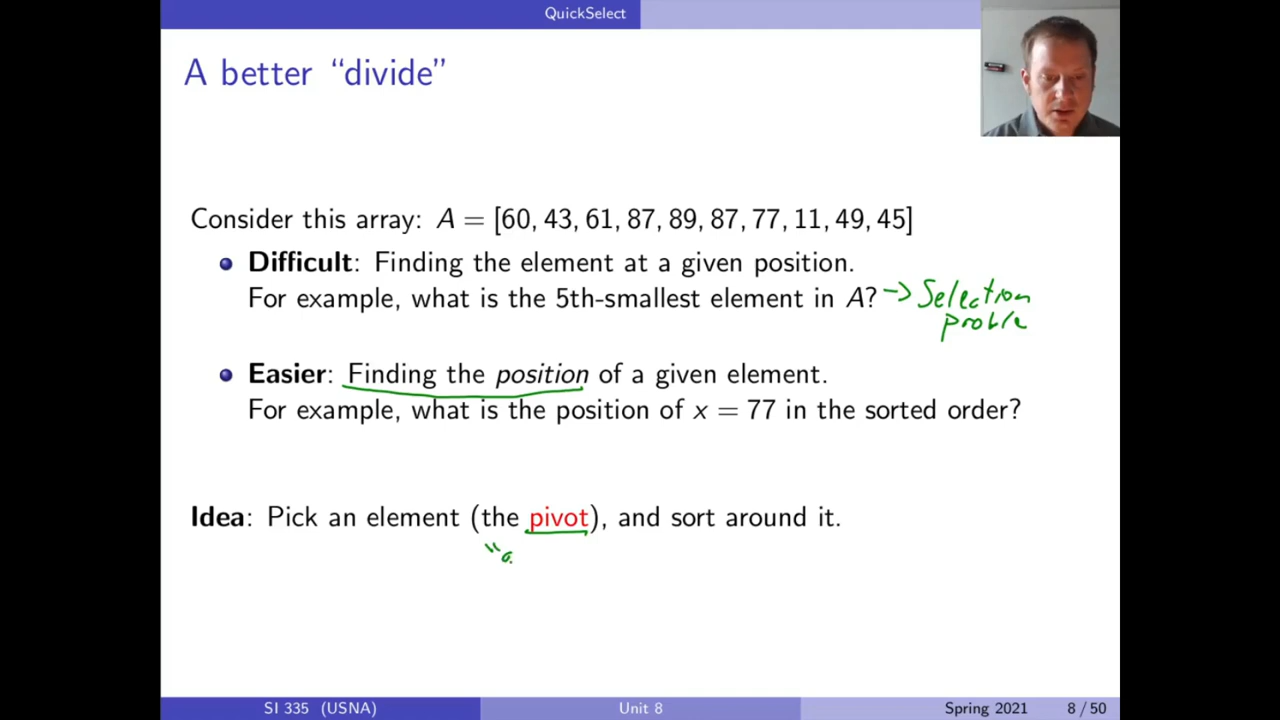 QuickSelect
A better “divide”
Consider this array: A = [60, 43, 61, 87, 89, 87, 77, 11, 49, 45]
Difficult: Finding the element at a given position.
For example, what is the 5th-smallest element in A? → Selection
proble
Easier: Finding the position of a given element.
For example, what is the position of x = 77 in the sorted order?
Idea: Pick an element (the pivot), and sort around it.
SI 335 (USNA) Unit 8 Spring 2021 8 / 50